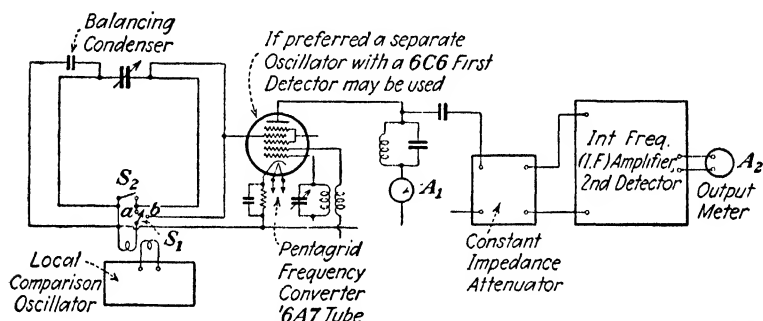 Balancing
Condenser
If preferred a separate
Oscillator with a 6C6 First
Detector may be used
S2
a
b
S1
A1
Int Freq.
(I.F) Amplifier
2nd Detector
A2
Output
Meter
Local
Comparison
Oscillator
Pentagrid
Frequency
Converter
'6A7 Tube
Constant
Impedance
Attenuator